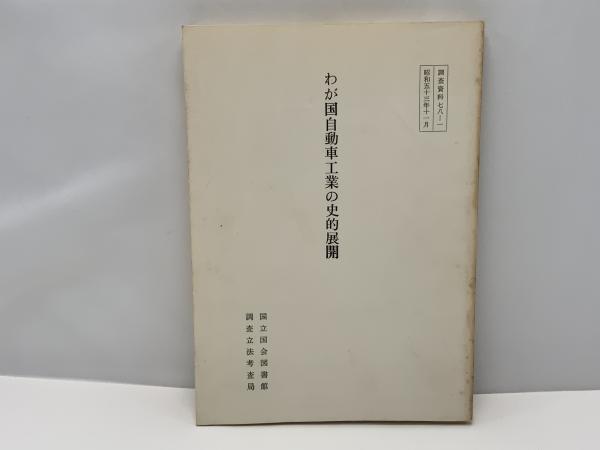 調査資料七八―一
昭和五十三年十一月
わが国自動車工業の史的展開
国立国会図書館
調査立法考査局